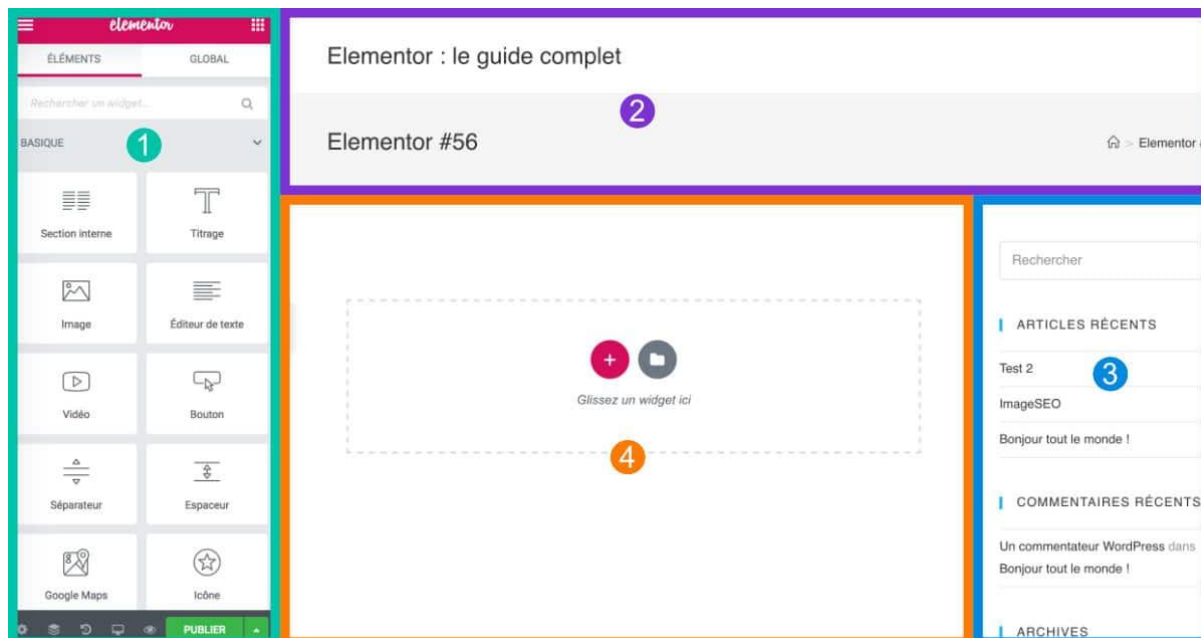 elementor
ÉLÉMENTS
GLOBAL
Rechercher un widget...
BASIQUE
1
Section interne
Titrage
Image
Éditeur de texte
Vidéo
Bouton
Séparateur
Espaceur
Google Maps
Icône
PUBLIER
Elementor : le guide complet
2
Elementor #56
> Elementor
Glissez un widget ici
4
Rechercher
ARTICLES RÉCENTS
Test 2
3
ImageSEO
Bonjour tout le monde !
COMMENTAIRES RÉCENTS
Un commentateur WordPress dans
Bonjour tout le monde !
ARCHIVES